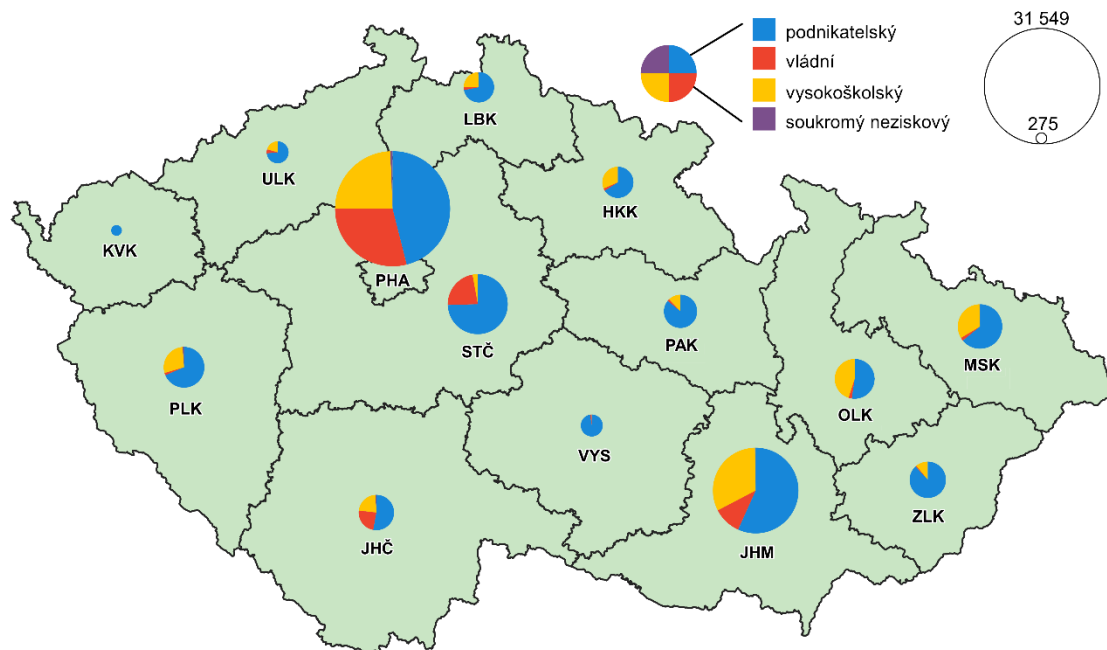 31 549
275
podnikatelský
vládní
vysokoškolský
soukromý neziskový
LBK
ULK
HKK
KVK
PHA
STČ
PAK
MSK
PLK
OLK
VYS
ZLK
JHČ
JHM